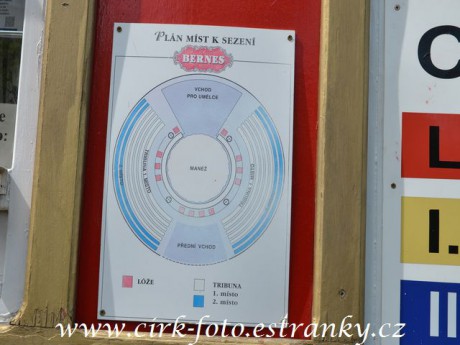 PLÁN MÍST K SEZENÍ
BERNES
VCHOD
PRO UMĚLCE
MANEŽ
PŘEDNÍ VCHOD
LÓŽE
TRIBUNA
1. místo
2. místo
L
I.
II
www.cirk-foto.estranky.cz